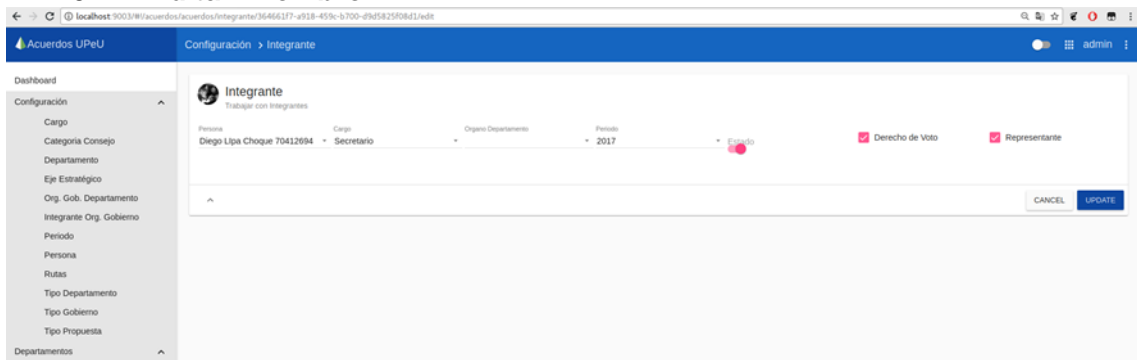 localhost:9003/#!/acuerdos/acuerdos/integrante/364661f7-a918-459c-b700-d9d5825f08d1/edit
Acuerdos UPeU
Configuración > Integrante
admin
Dashboard
Configuración
Cargo
Categoria Consejo
Departamento
Eje Estratégico
Org. Gob. Departamento
Integrante Org. Gobierno
Periodo
Persona
Rutas
Tipo Departamento
Tipo Gobierno
Tipo Propuesta
Departamentos
Integrante
Trabajar con Integrantes
Persona Cargo Organo Departamento Periodo
Diego LIpa Choque 70412694 Secretario 2017 Estado Derecho de Voto Representante
CANCEL UPDATE